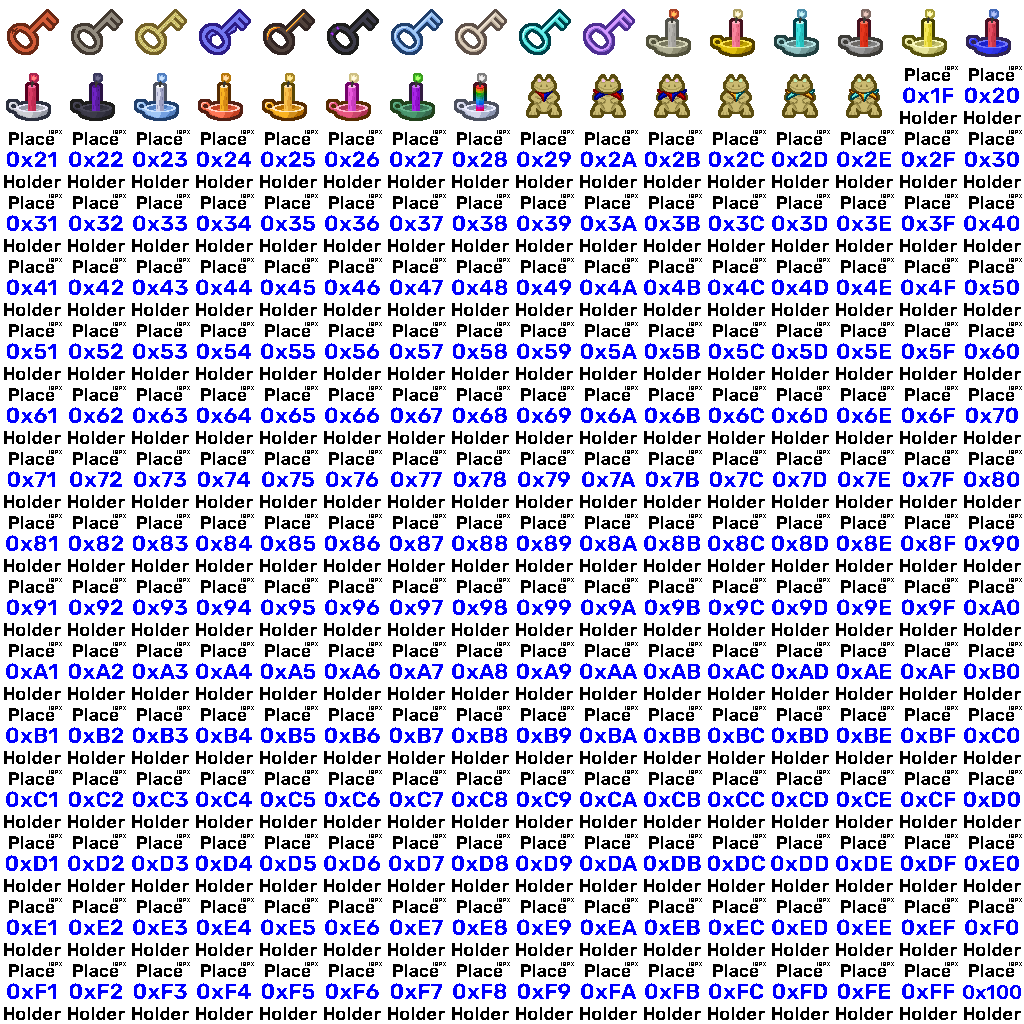 Place Place
0x1F 0x20
Holder Holder
Place Place Place Place Place Place Place Place Place Place Place Place Place Place Place Place
0x21 0x22 0x23 0x24 0x25 0x26 0x27 0x28 0x29 0x2A 0x2B 0x2C 0x2D 0x2E 0x2F 0x30
Holder Holder Holder Holder Holder Holder Holder Holder Holder Holder Holder Holder Holder Holder Holder Holder
Place Place Place Place Place Place Place Place Place Place Place Place Place Place Place Place
0x31 0x32 0x33 0x34 0x35 0x36 0x37 0x38 0x39 0x3A 0x3B 0x3C 0x3D 0x3E 0x3F 0x40
Holder Holder Holder Holder Holder Holder Holder Holder Holder Holder Holder Holder Holder Holder Holder Holder
Place Place Place Place Place Place Place Place Place Place Place Place Place Place Place Place
0x41 0x42 0x43 0x44 0x45 0x46 0x47 0x48 0x49 0x4A 0x4B 0x4C 0x4D 0x4E 0x4F 0x50
Holder Holder Holder Holder Holder Holder Holder Holder Holder Holder Holder Holder Holder Holder Holder Holder
Place Place Place Place Place Place Place Place Place Place Place Place Place Place Place Place
0x51 0x52 0x53 0x54 0x55 0x56 0x57 0x58 0x59 0x5A 0x5B 0x5C 0x5D 0x5E 0x5F 0x60
Holder Holder Holder Holder Holder Holder Holder Holder Holder Holder Holder Holder Holder Holder Holder Holder
Place Place Place Place Place Place Place Place Place Place Place Place Place Place Place Place
0x61 0x62 0x63 0x64 0x65 0x66 0x67 0x68 0x69 0x6A 0x6B 0x6C 0x6D 0x6E 0x6F 0x70
Holder Holder Holder Holder Holder Holder Holder Holder Holder Holder Holder Holder Holder Holder Holder Holder
Place Place Place Place Place Place Place Place Place Place Place Place Place Place Place Place
0x71 0x72 0x73 0x74 0x75 0x76 0x77 0x78 0x79 0x7A 0x7B 0x7C 0x7D 0x7E 0x7F 0x80
Holder Holder Holder Holder Holder Holder Holder Holder Holder Holder Holder Holder Holder Holder Holder Holder
Place Place Place Place Place Place Place Place Place Place Place Place Place Place Place Place
0x81 0x82 0x83 0x84 0x85 0x86 0x87 0x88 0x89 0x8A 0x8B 0x8C 0x8D 0x8E 0x8F 0x90
Holder Holder Holder Holder Holder Holder Holder Holder Holder Holder Holder Holder Holder Holder Holder Holder
Place Place Place Place Place Place Place Place Place Place Place Place Place Place Place Place
0x91 0x92 0x93 0x94 0x95 0x96 0x97 0x98 0x99 0x9A 0x9B 0x9C 0x9D 0x9E 0x9F 0xA0
Holder Holder Holder Holder Holder Holder Holder Holder Holder Holder Holder Holder Holder Holder Holder Holder
Place Place Place Place Place Place Place Place Place Place Place Place Place Place Place Place
0xA1 0xA2 0xA3 0xA4 0xA5 0xA6 0xA7 0xA8 0xA9 0xAA 0xAB 0xAC 0xAD 0xAE 0xAF 0xB0
Holder Holder Holder Holder Holder Holder Holder Holder Holder Holder Holder Holder Holder Holder Holder Holder
Place Place Place Place Place Place Place Place Place Place Place Place Place Place Place Place
0xB1 0xB2 0xB3 0xB4 0xB5 0xB6 0xB7 0xB8 0xB9 0xBA 0xBB 0xBC 0xBD 0xBE 0xBF 0xC0
Holder Holder Holder Holder Holder Holder Holder Holder Holder Holder Holder Holder Holder Holder Holder Holder
Place Place Place Place Place Place Place Place Place Place Place Place Place Place Place Place
0xC1 0xC2 0xC3 0xC4 0xC5 0xC6 0xC7 0xC8 0xC9 0xCA 0xCB 0xCC 0xCD 0xCE 0xCF 0xD0
Holder Holder Holder Holder Holder Holder Holder Holder Holder Holder Holder Holder Holder Holder Holder Holder
Place Place Place Place Place Place Place Place Place Place Place Place Place Place Place Place
0xD1 0xD2 0xD3 0xD4 0xD5 0xD6 0xD7 0xD8 0xD9 0xDA 0xDB 0xDC 0xDD 0xDE 0xDF 0xE0
Holder Holder Holder Holder Holder Holder Holder Holder Holder Holder Holder Holder Holder Holder Holder Holder
Place Place Place Place Place Place Place Place Place Place Place Place Place Place Place Place
0xE1 0xE2 0xE3 0xE4 0xE5 0xE6 0xE7 0xE8 0xE9 0xEA 0xEB 0xEC 0xED 0xEE 0xEF 0xF0
Holder Holder Holder Holder Holder Holder Holder Holder Holder Holder Holder Holder Holder Holder Holder Holder
Place Place Place Place Place Place Place Place Place Place Place Place Place Place Place Place
0xF1 0xF2 0xF3 0xF4 0xF5 0xF6 0xF7 0xF8 0xF9 0xFA 0xFB 0xFC 0xFD 0xFE 0xFF 0x100
Holder Holder Holder Holder Holder Holder Holder Holder Holder Holder Holder Holder Holder Holder Holder Holder